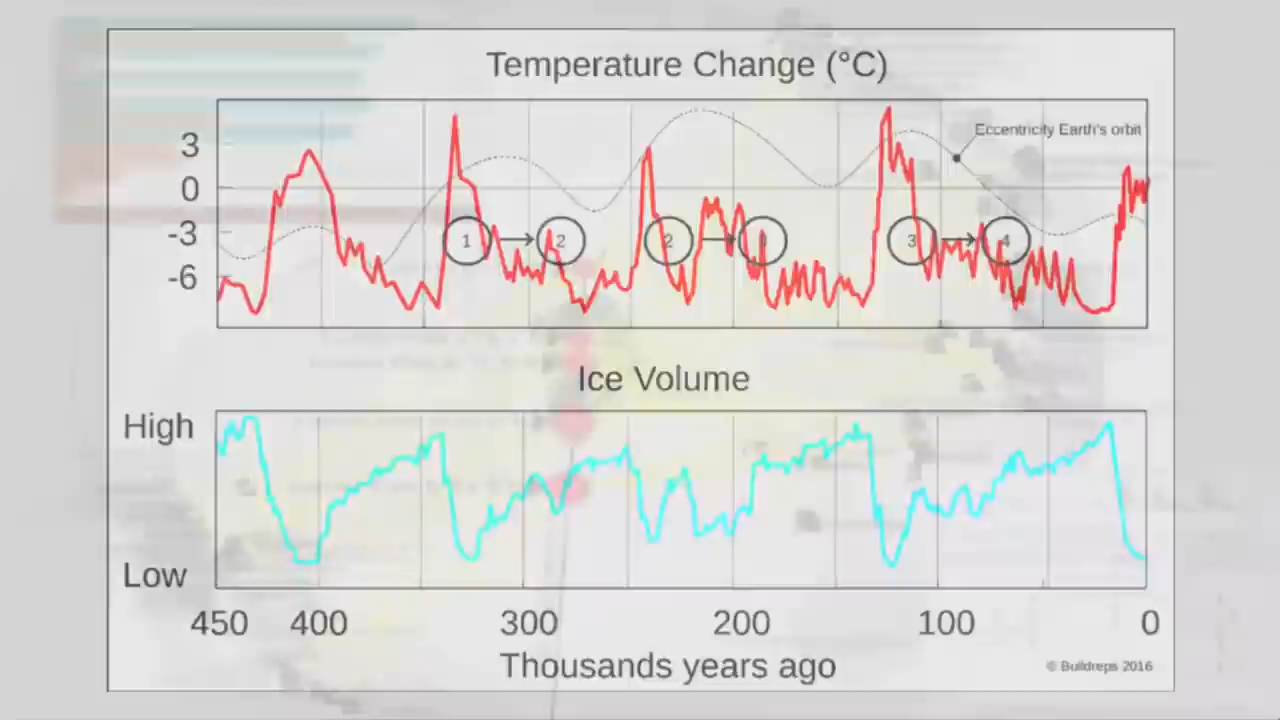 Temperature Change (°C)
Eccentricity Earth's orbit
3
0
-3
-6
1
2
2
3
4
Ice Volume
High
Low
450 400 300 200 100 0
Thousands years ago
© Buildreps 2016